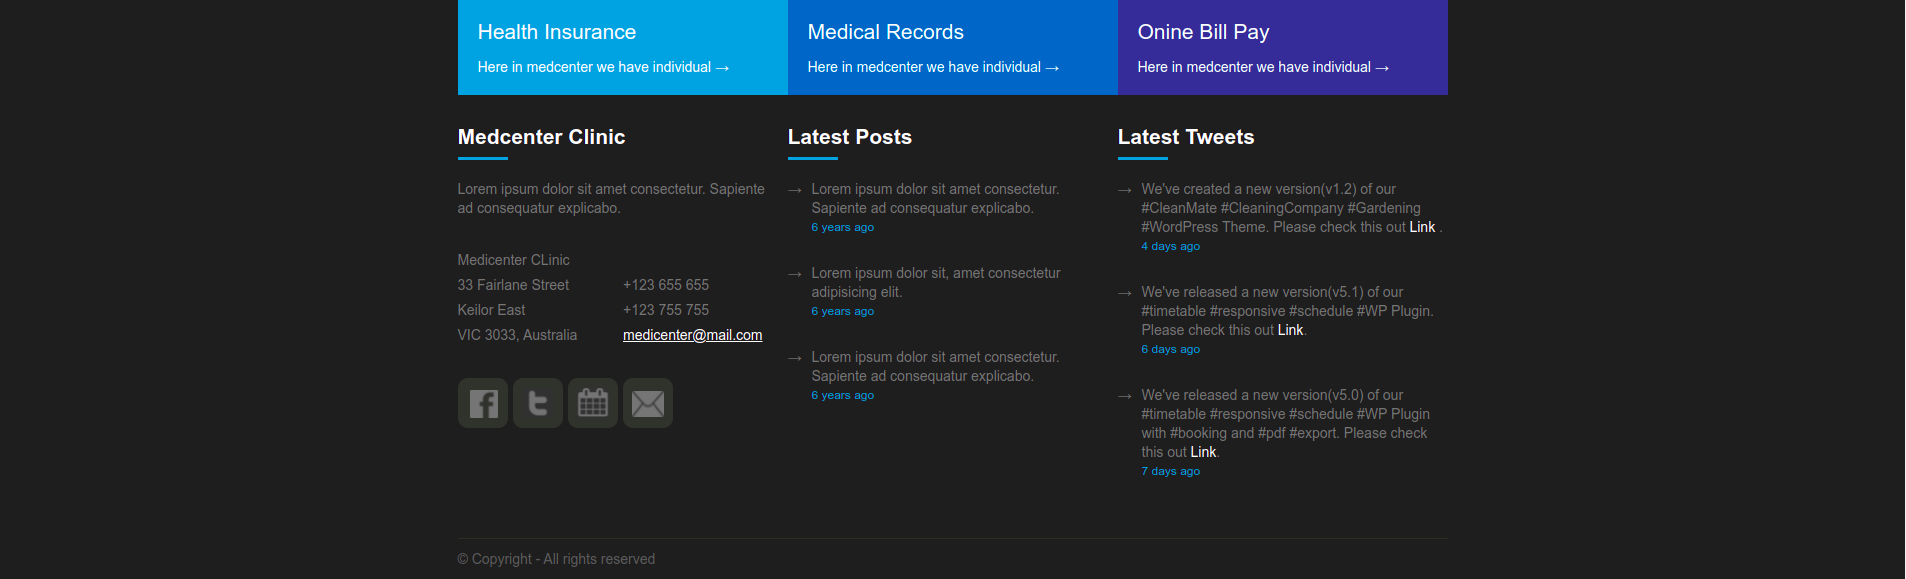 Health Insurance
Here in medcenter we have individual →
Medical Records
Here in medcenter we have individual →
Onine Bill Pay
Here in medcenter we have individual →
Medcenter Clinic
Lorem ipsum dolor sit amet consectetur. Sapiente
ad consequatur explicabo.
Medicenter CLinic
33 Fairlane Street
+123 655 655
Keilor East
+123 755 755
VIC 3033, Australia
medicenter@mail.com
Latest Posts
→ Lorem ipsum dolor sit amet consectetur.
Sapiente ad consequatur explicabo.
6 years ago
→ Lorem ipsum dolor sit, amet consectetur
adipisicing elit.
6 years ago
→ Lorem ipsum dolor sit amet consectetur.
Sapiente ad consequatur explicabo.
6 years ago
Latest Tweets
→ We've created a new version(v1.2) of our
#CleanMate #CleaningCompany #Gardening
#WordPress Theme. Please check this out Link .
4 days ago
→ We've released a new version(v5.1) of our
#timetable #responsive #schedule #WP Plugin.
Please check this out Link.
6 days ago
→ We've released a new version(v5.0) of our
#timetable #responsive #schedule #WP Plugin
with #booking and #pdf #export. Please check
this out Link.
7 days ago
© Copyright - All rights reserved